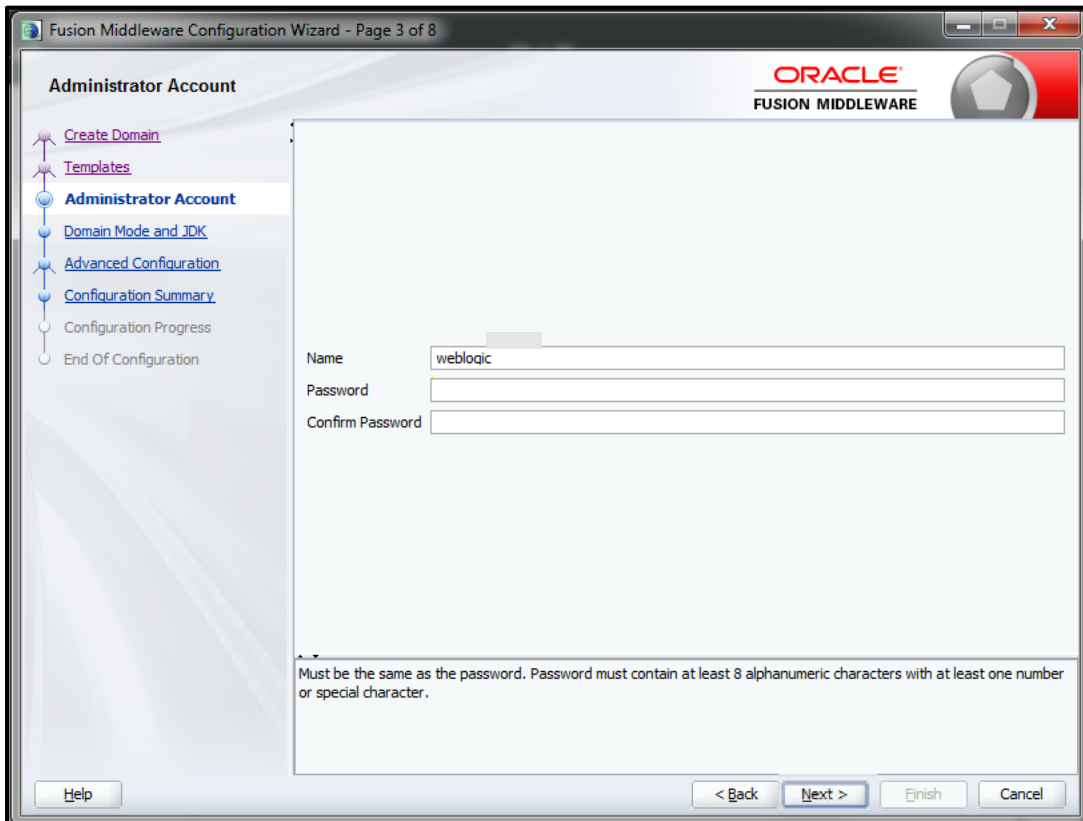 Fusion Middleware Configuration Wizard - Page 3 of 8
Administrator Account
ORACLE
FUSION MIDDLEWARE
Create Domain
Templates
Administrator Account
Domain Mode and JDK
Advanced Configuration
Configuration Summary
Configuration Progress
End Of Configuration
Name weblogic
Password
Confirm Password
Must be the same as the password. Password must contain at least 8 alphanumeric characters with at least one number
or special character.
Help < Back Next > Finish Cancel